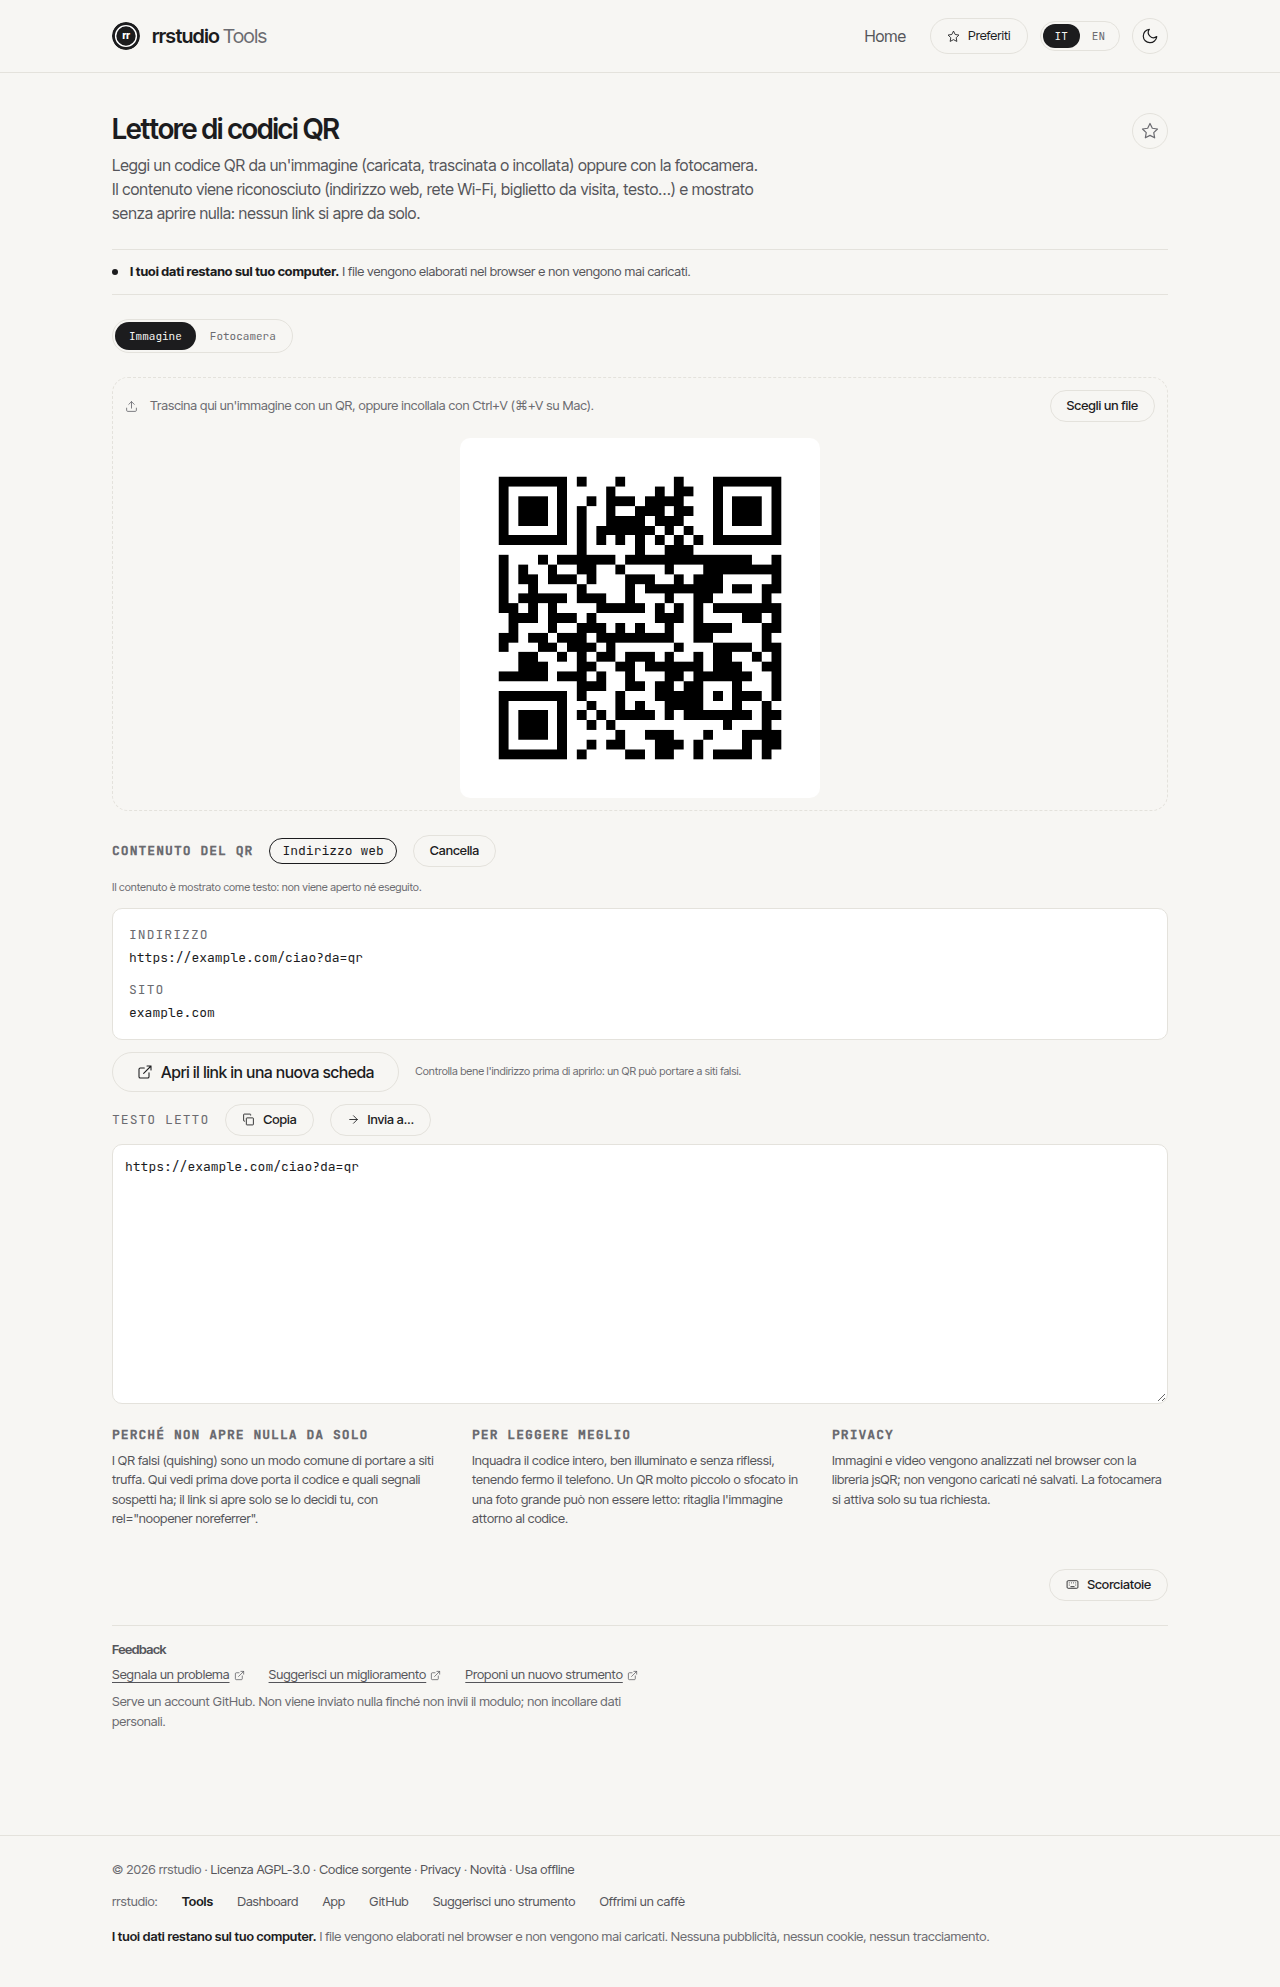 rr rrstudio Tools
Home
Preferiti
IT EN
Lettore di codici QR
Leggi un codice QR da un'immagine (caricata, trascinata o incollata) oppure con la fotocamera.
Il contenuto viene riconosciuto (indirizzo web, rete Wi-Fi, biglietto da visita, testo...) e mostrato
senza aprire nulla: nessun link si apre da solo.
I tuoi dati restano sul tuo computer. I file vengono elaborati nel browser e non vengono mai caricati.
Immagine Fotocamera
Trascina qui un'immagine con un QR, oppure incollala con Ctrl+V (⌘+V su Mac).
Scegli un file
CONTENUTO DEL QR
Indirizzo web
Cancella
Il contenuto è mostrato come testo: non viene aperto né eseguito.
INDIRIZZO
https://example.com/ciao?da=qr
SITO
example.com
Apri il link in una nuova scheda
Controlla bene l'indirizzo prima di aprirlo: un QR può portare a siti falsi.
TESTO LETTO
Copia
Invia a...
https://example.com/ciao?da=qr
PERCHÉ NON APRE NULLA DA SOLO
I QR falsi (quishing) sono un modo comune di portare a siti
truffa. Qui vedi prima dove porta il codice e quali segnali
sospetti ha; il link si apre solo se lo decidi tu, con
rel="noopener noreferrer".
PER LEGGERE MEGLIO
Inquadra il codice intero, ben illuminato e senza riflessi,
tenendo fermo il telefono. Un QR molto piccolo o sfocato in
una foto grande può non essere letto: ritaglia l'immagine
attorno al codice.
PRIVACY
Immagini e video vengono analizzati nel browser con la
libreria jsQR; non vengono caricati né salvati. La fotocamera
si attiva solo su tua richiesta.
Scorciatoie
Feedback
Segnala un problema
Suggerisci un miglioramento
Proponi un nuovo strumento
Serve un account GitHub. Non viene inviato nulla finché non invii il modulo; non incollare dati
personali.
© 2026 rrstudio · Licenza AGPL-3.0 · Codice sorgente · Privacy · Novità · Usa offline
rrstudio: Tools Dashboard App GitHub Suggerisci uno strumento Offrimi un caffè
I tuoi dati restano sul tuo computer. I file vengono elaborati nel browser e non vengono mai caricati. Nessuna pubblicità, nessun cookie, nessun tracciamento.